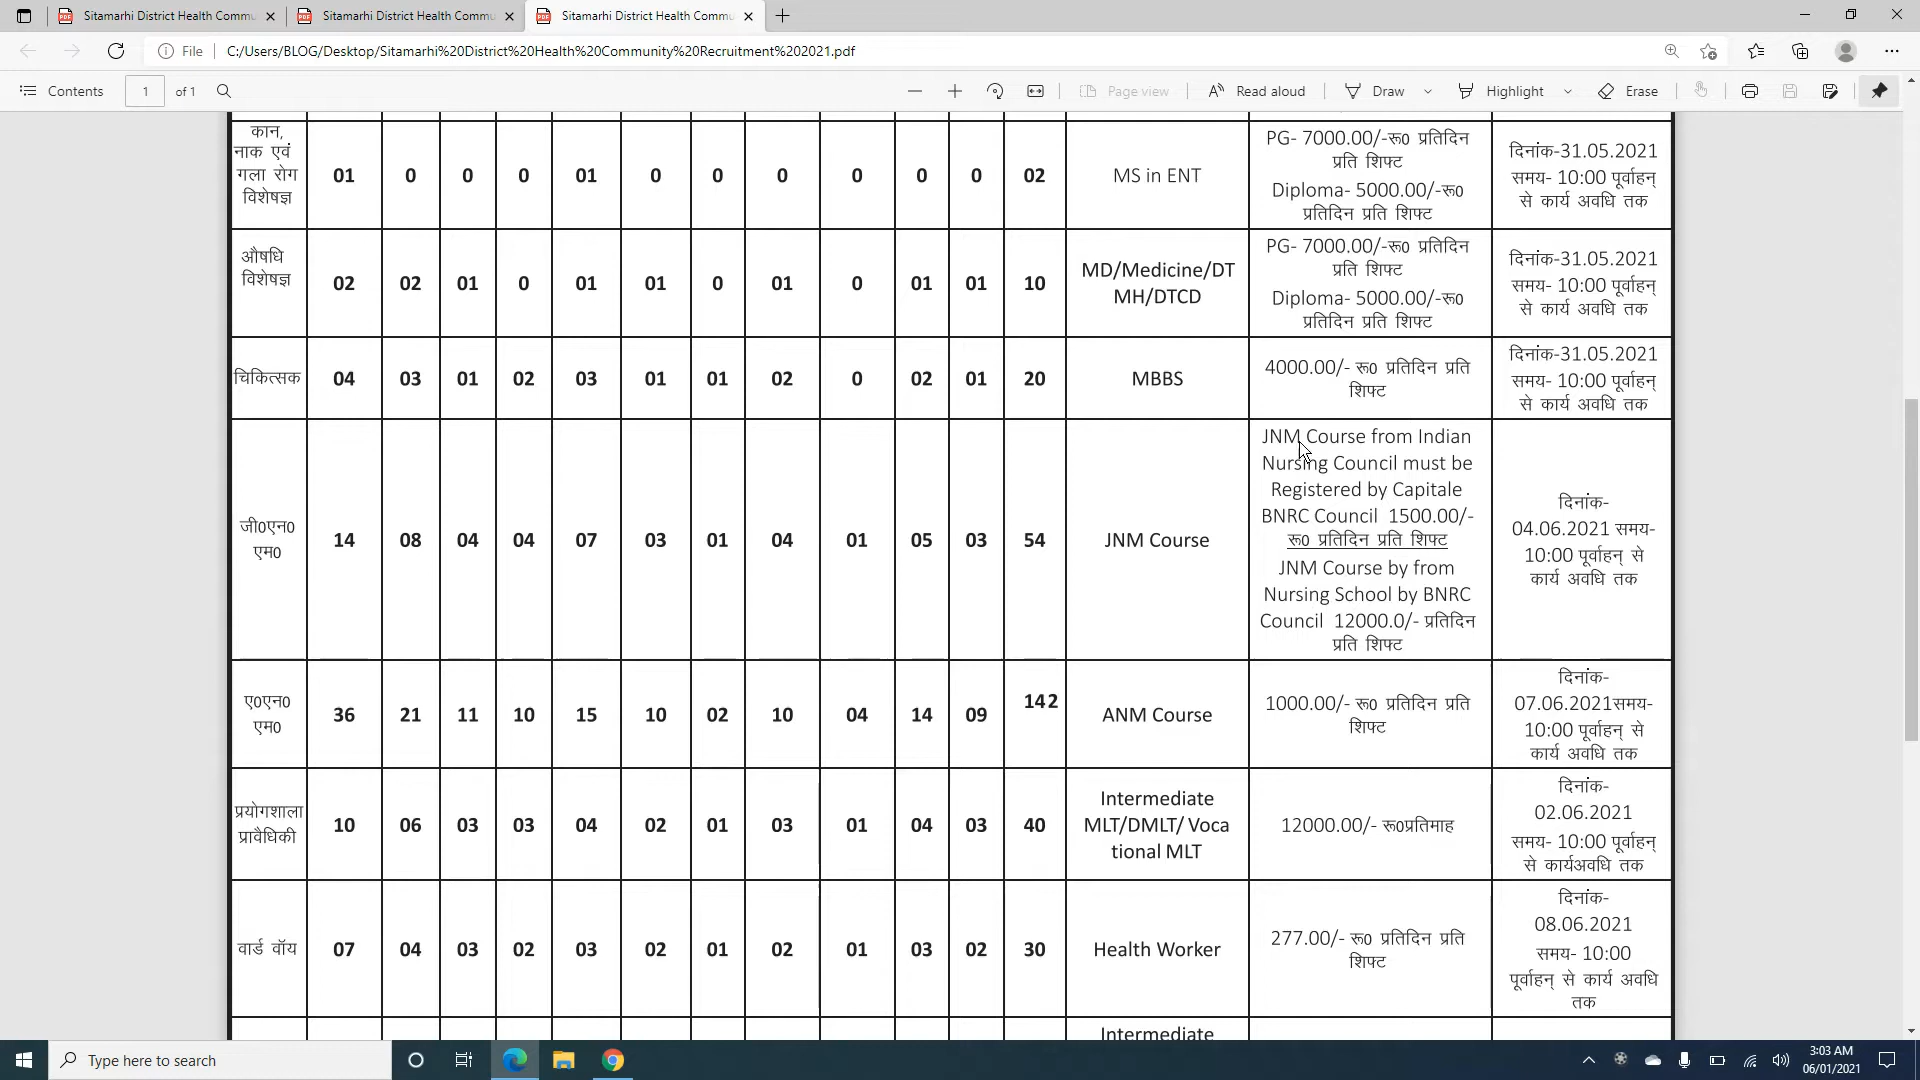 Sitamarhi District Health Commu
Sitamarhi District Health Commu
Sitamarhi District Health Commu
File
C:/Users/BLOG/Desktop/Sitamarhi%20District%20Health%20Community%20Recruitment%202021.pdf
Contents
1
of 1
Page view
Read aloud
Draw
Highlight
Erase
कान,
नाक एवं
गला रोग
विशेषज्ञ
01 0 0 0 01 0 0 0 0 0 0 02
MS in ENT
PG- 7000.00/-रू0 प्रतिदिन
प्रति शिफ्ट
Diploma- 5000.00/-रू0
प्रतिदिन प्रति शिफ्ट
दिनांक-31.05.2021
समय- 10:00 पूर्वाहन्
से कार्य अवधि तक
औषधि
विशेषज्ञ
02 02 01 0 01 01 0 01 0 01 01 10
MD/Medicine/DT
MH/DTCD
PG- 7000.00/-रू0 प्रतिदिन
प्रति शिफ्ट
Diploma- 5000.00/-रू0
प्रतिदिन प्रति शिफ्ट
दिनांक-31.05.2021
समय- 10:00 पूर्वाहन्
से कार्य अवधि तक
चिकित्सक
04 03 01 02 03 01 01 02 0 02 01 20
MBBS
4000.00/- रू0 प्रतिदिन प्रति
शिफ्ट
दिनांक-31.05.2021
समय- 10:00 पूर्वाहन्
से कार्य अवधि तक
जी0एन0
एम0
14 08 04 04 07 03 01 04 01 05 03 54
JNM Course
JNM Course from Indian
Nursing Council must be
Registered by Capitale
BNRC Council 1500.00/-
रू0 प्रतिदिन प्रति शिफ्ट
JNM Course by from
Nursing School by BNRC
Council 12000.0/- प्रतिदिन
प्रति शिफ्ट
दिनांक-
04.06.2021 समय-
10:00 पूर्वाहन् से
कार्य अवधि तक
ए0एन0
एम0
36 21 11 10 15 10 02 10 04 14 09 142
ANM Course
1000.00/- रू0 प्रतिदिन प्रति
शिफ्ट
दिनांक-
07.06.2021समय-
10:00 पूर्वाहन् से
कार्य अवधि तक
प्रयोगशाला
प्रावैधिकी
10 06 03 03 04 02 01 03 01 04 03 40
Intermediate
MLT/DMLT/ Voca
tional MLT
12000.00/- रू0प्रतिमाह
दिनांक-
02.06.2021
समय- 10:00 पूर्वाहन्
से कार्यअवधि तक
वार्ड वॉय
07 04 03 02 03 02 01 02 01 03 02 30
Health Worker
277.00/- रू0 प्रतिदिन प्रति
शिफ्ट
दिनांक-
08.06.2021
समय- 10:00
पूर्वाहन् से कार्य अवधि
तक
Intermediate
Type here to search
3:03 AM
06/01/2021